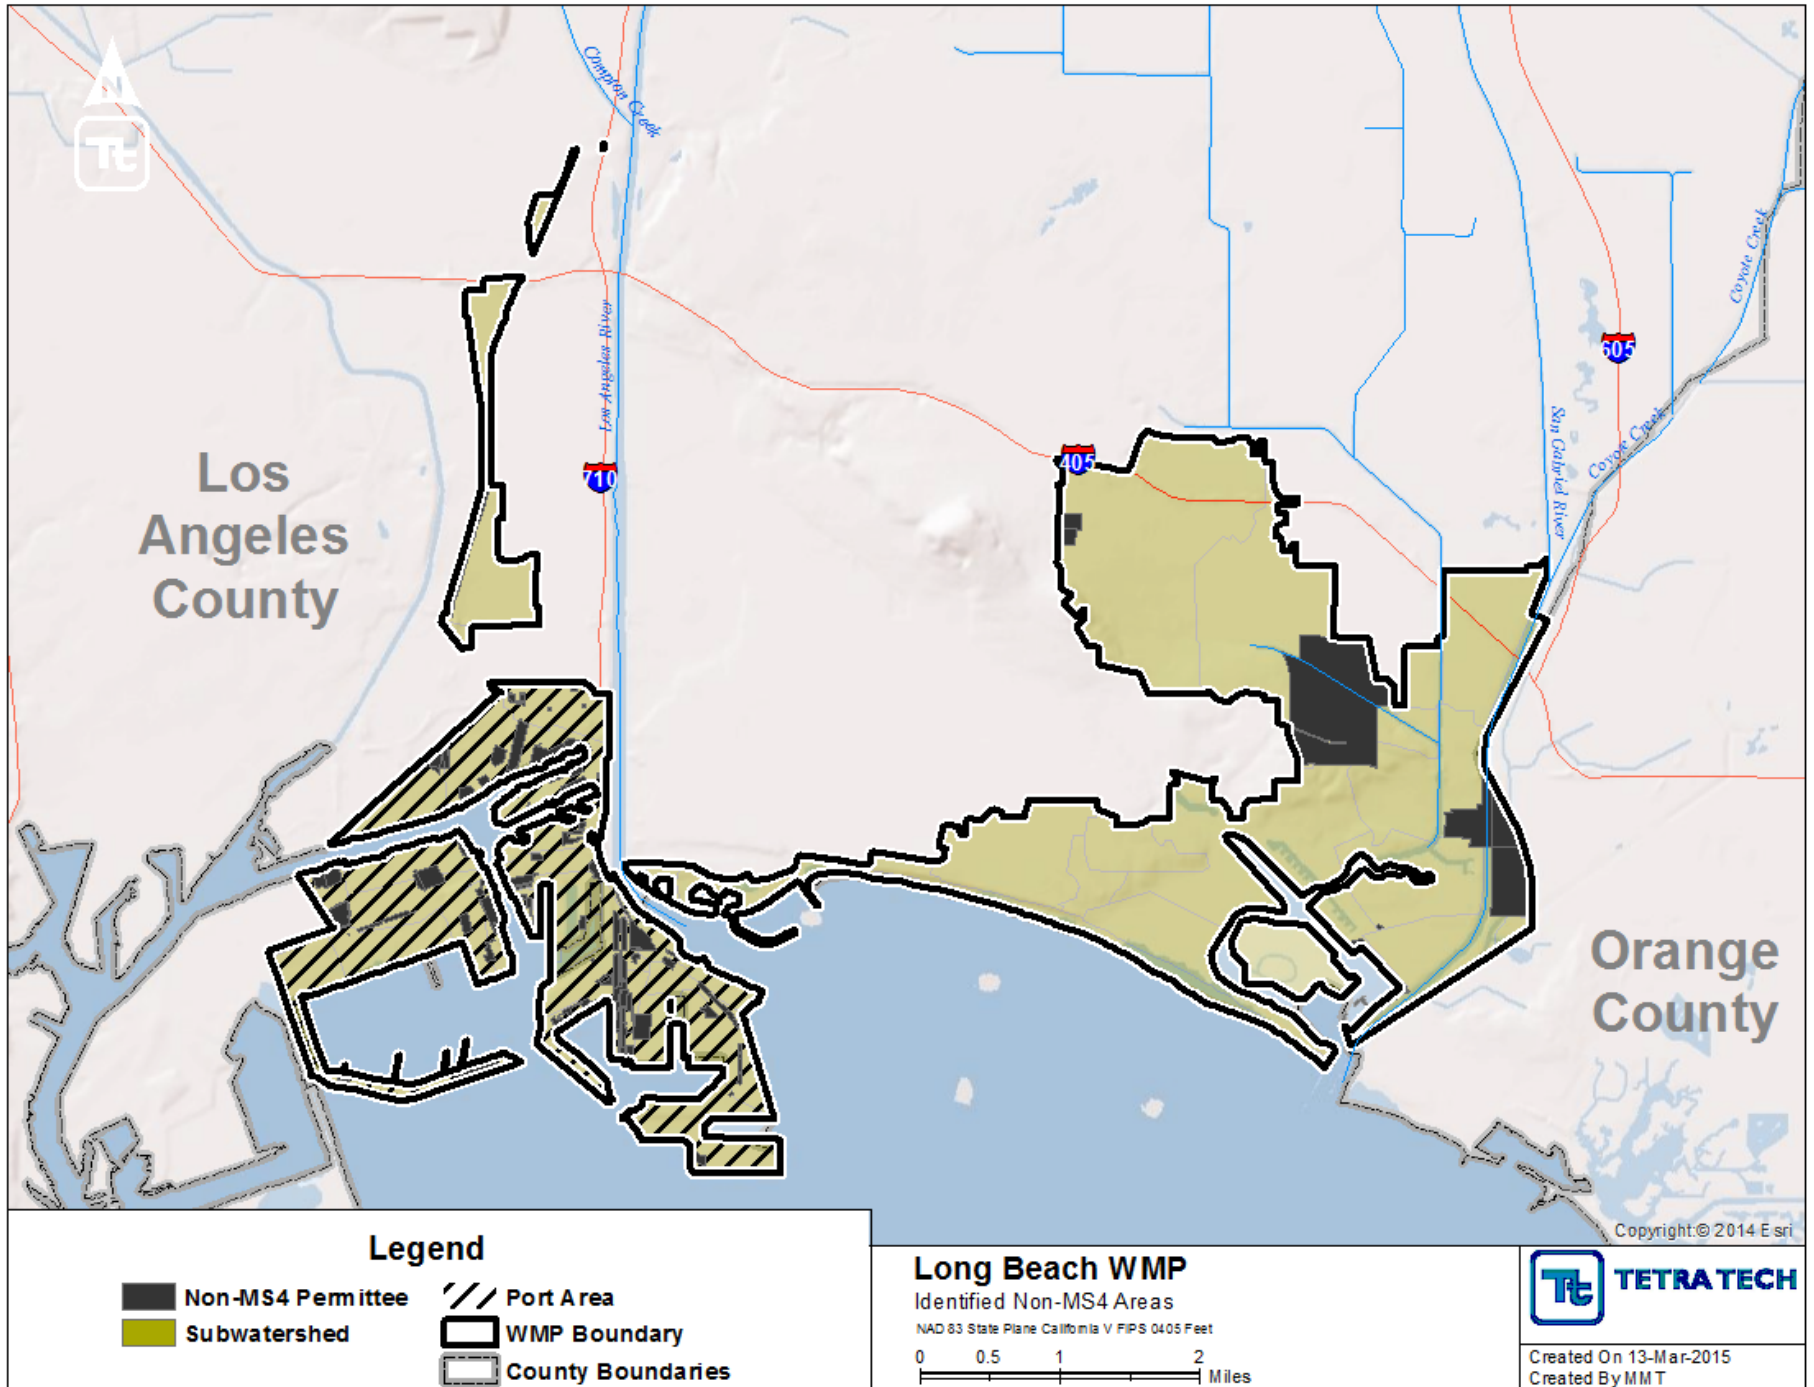 N
Tt
Compton Creek
Los Angeles River
710
405
605
San Gabriel River
Coyote Creek
Coyote Creek
Los
Angeles
County
Orange
County
Copyright:© 2014 Esri
Legend
Non-MS4 Permittee
Port Area
Subwatershed
WMP Boundary
County Boundaries
Long Beach WMP
Identified Non-MS4 Areas
NAD 83 State Plane California V FIPS 0405 Feet
0 0.5 1 2
Miles
Tt TETRA TECH
Created On 13-Mar-2015
Created By MMT